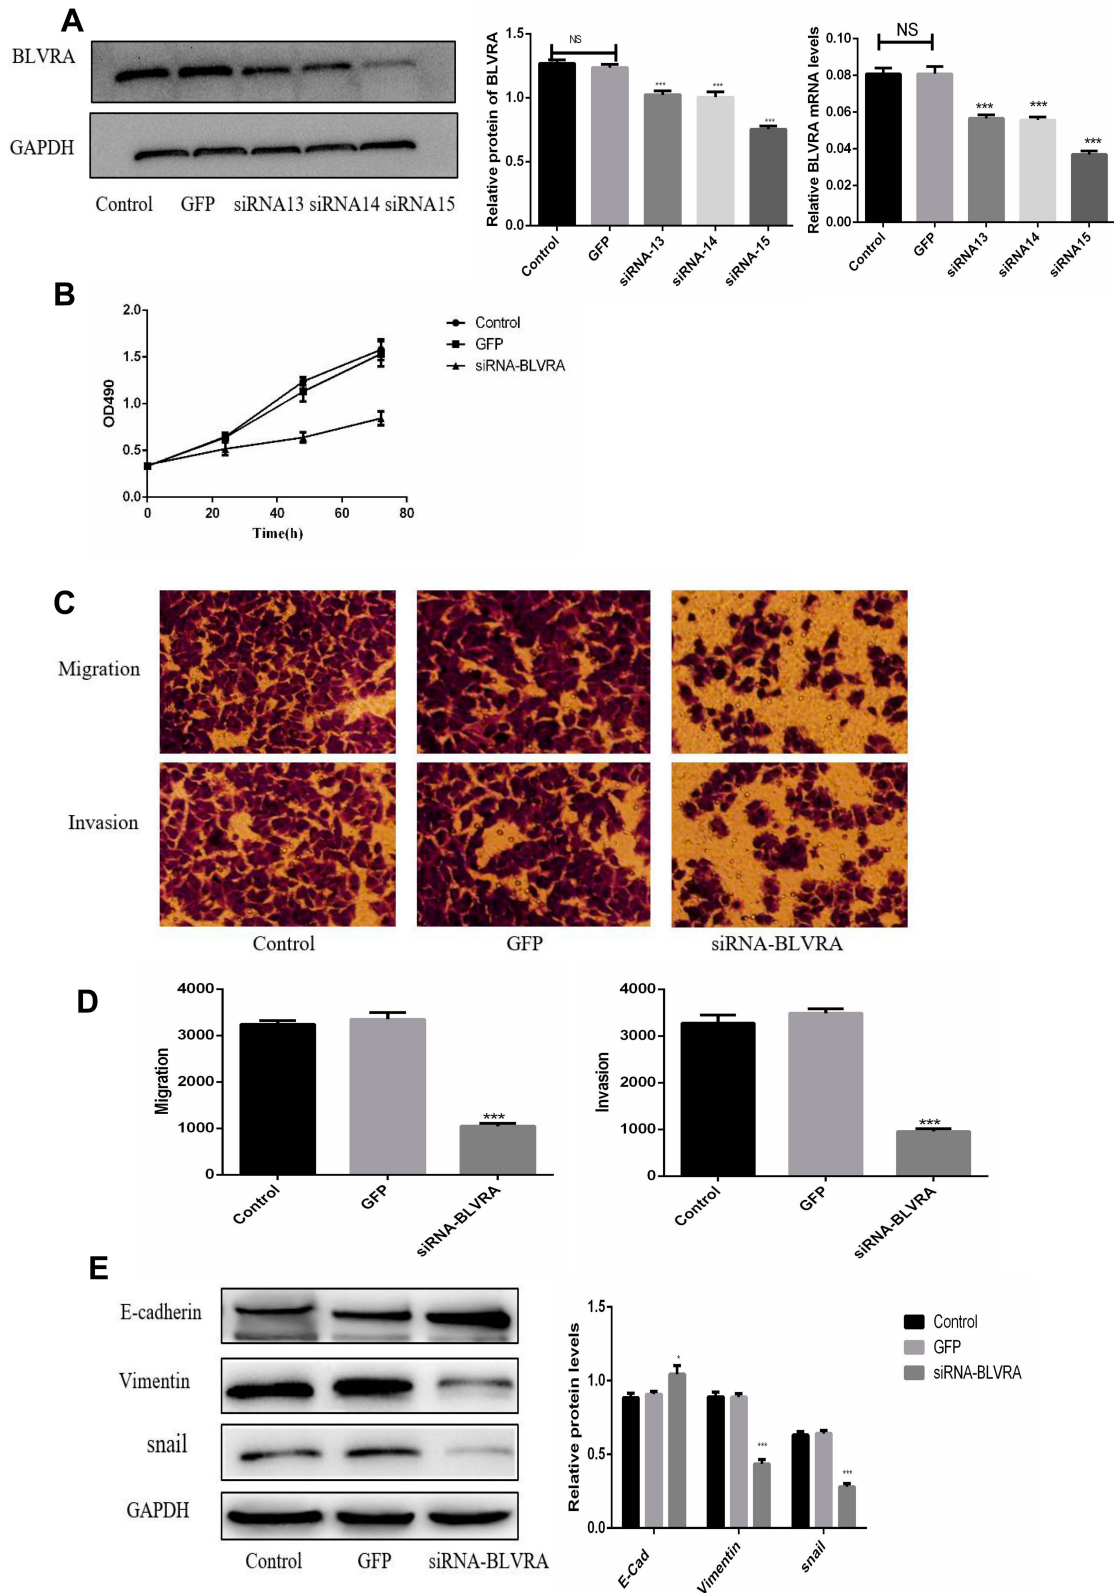 A
BLVRA
GAPDH
Control GFP siRNA13 siRNA14 siRNA15
Relative protein of BLVRA
1.5
1.0
0.5
0.0
NS
***
***
***
Control
GFP
siRNA-13
siRNA-14
siRNA-15
Relative BLVRA mRNA levels
0.10
0.08
0.06
0.04
0.02
0.00
NS
***
***
***
Control
GFP
siRNA13
siRNA14
siRNA15
B
OD490
2.0
1.5
1.0
0.5
0.0
0 20 40 60 80
Time(h)
Control
GFP
siRNA-BLVRA
C
Migration
Invasion
Control GFP siRNA-BLVRA
D
Migration
4000
3000
2000
1000
0
***
Control
GFP
siRNA-BLVRA
Invasion
4000
3000
2000
1000
0
***
Control
GFP
siRNA-BLVRA
E
E-cadherin
Vimentin
snail
GAPDH
Control GFP siRNA-BLVRA
Relative protein levels
1.5
1.0
0.5
0.0
*
***
***
E-Cad
Vimentin
snail
Control
GFP
siRNA-BLVRA